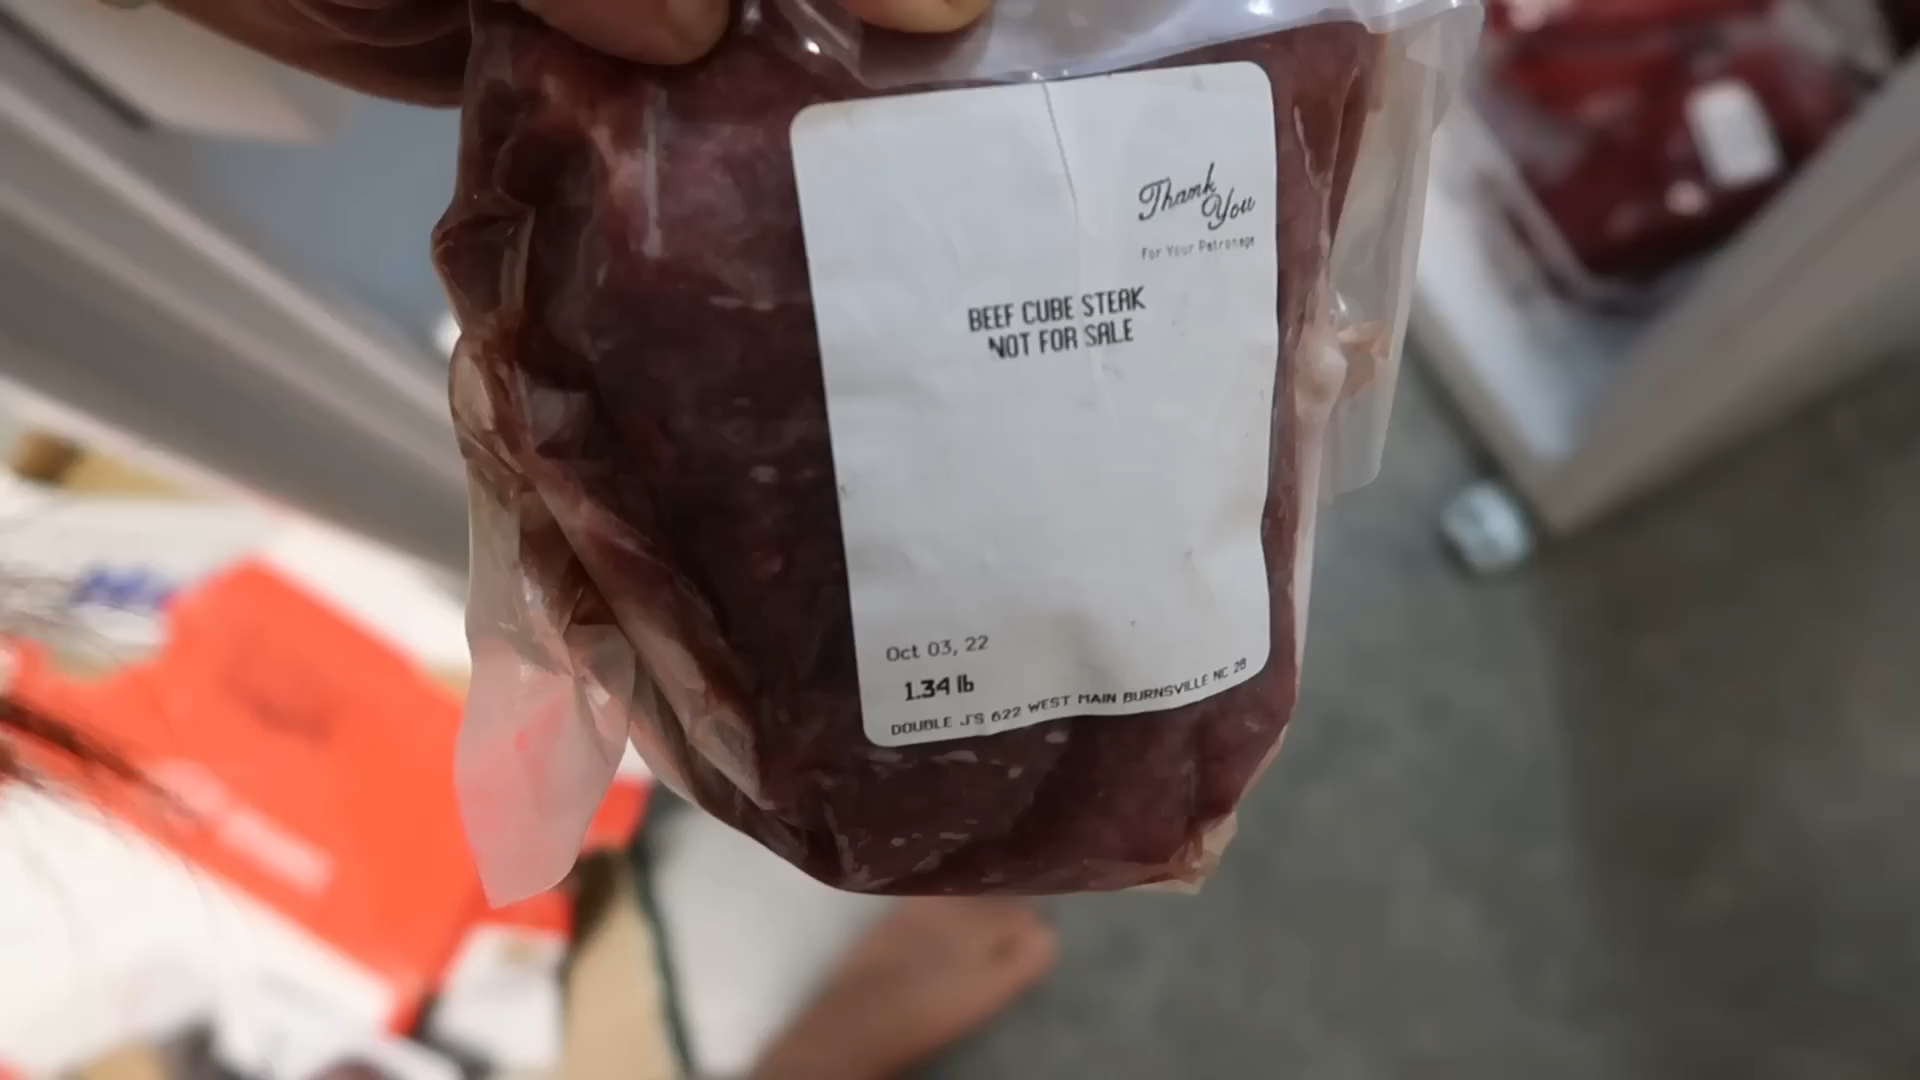 Thank
You
For Your Patronage
BEEF CUBE STEAK
NOT FOR SALE
Oct 03, 22
1.34 lb
DOUBLE J'S 622 WEST MAIN BURNSVILLE NC 28